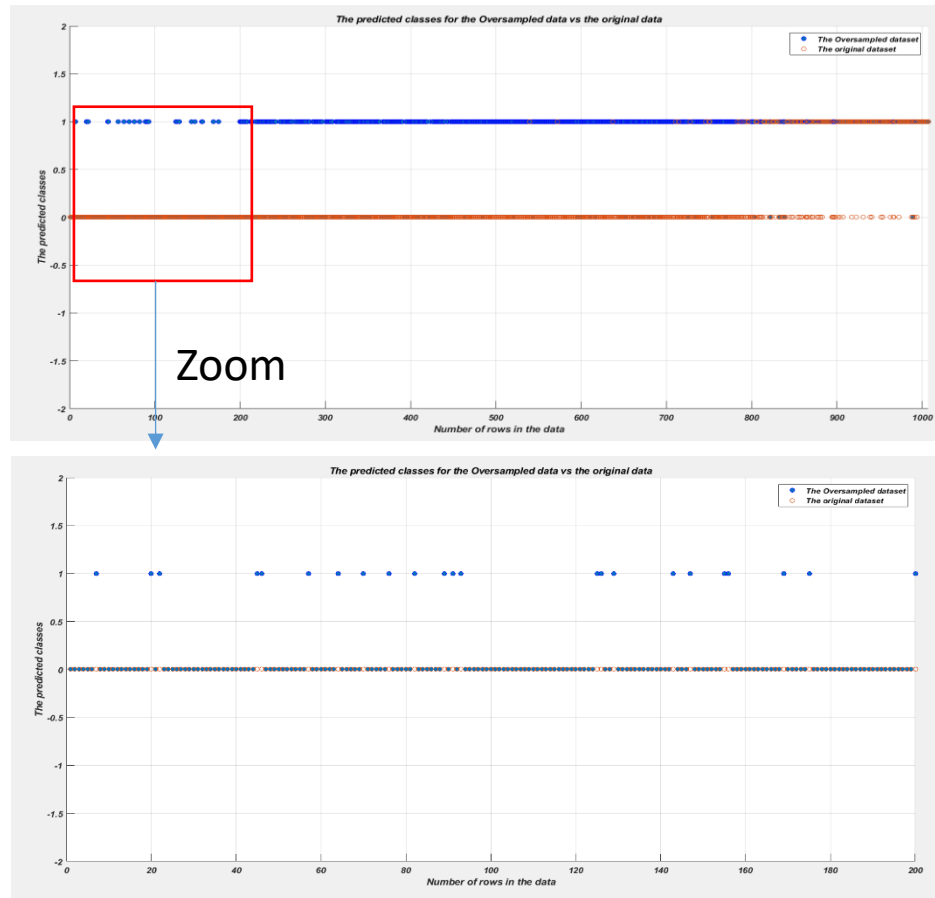 The predicted classes for the Oversampled data vs the original data
The Oversampled dataset
The original dataset
2
1.5
1
0.5
0
-0.5
-1
-1.5
-2
The predicted classes
0 100 200 300 400 500 600 700 800 900 1000
Number of rows in the data
Zoom
The predicted classes for the Oversampled data vs the original data
The Oversampled dataset
The original dataset
2
1.5
1
0.5
0
-0.5
-1
-1.5
-2
The predicted classes
0 20 40 60 80 100 120 140 160 180 200
Number of rows in the data